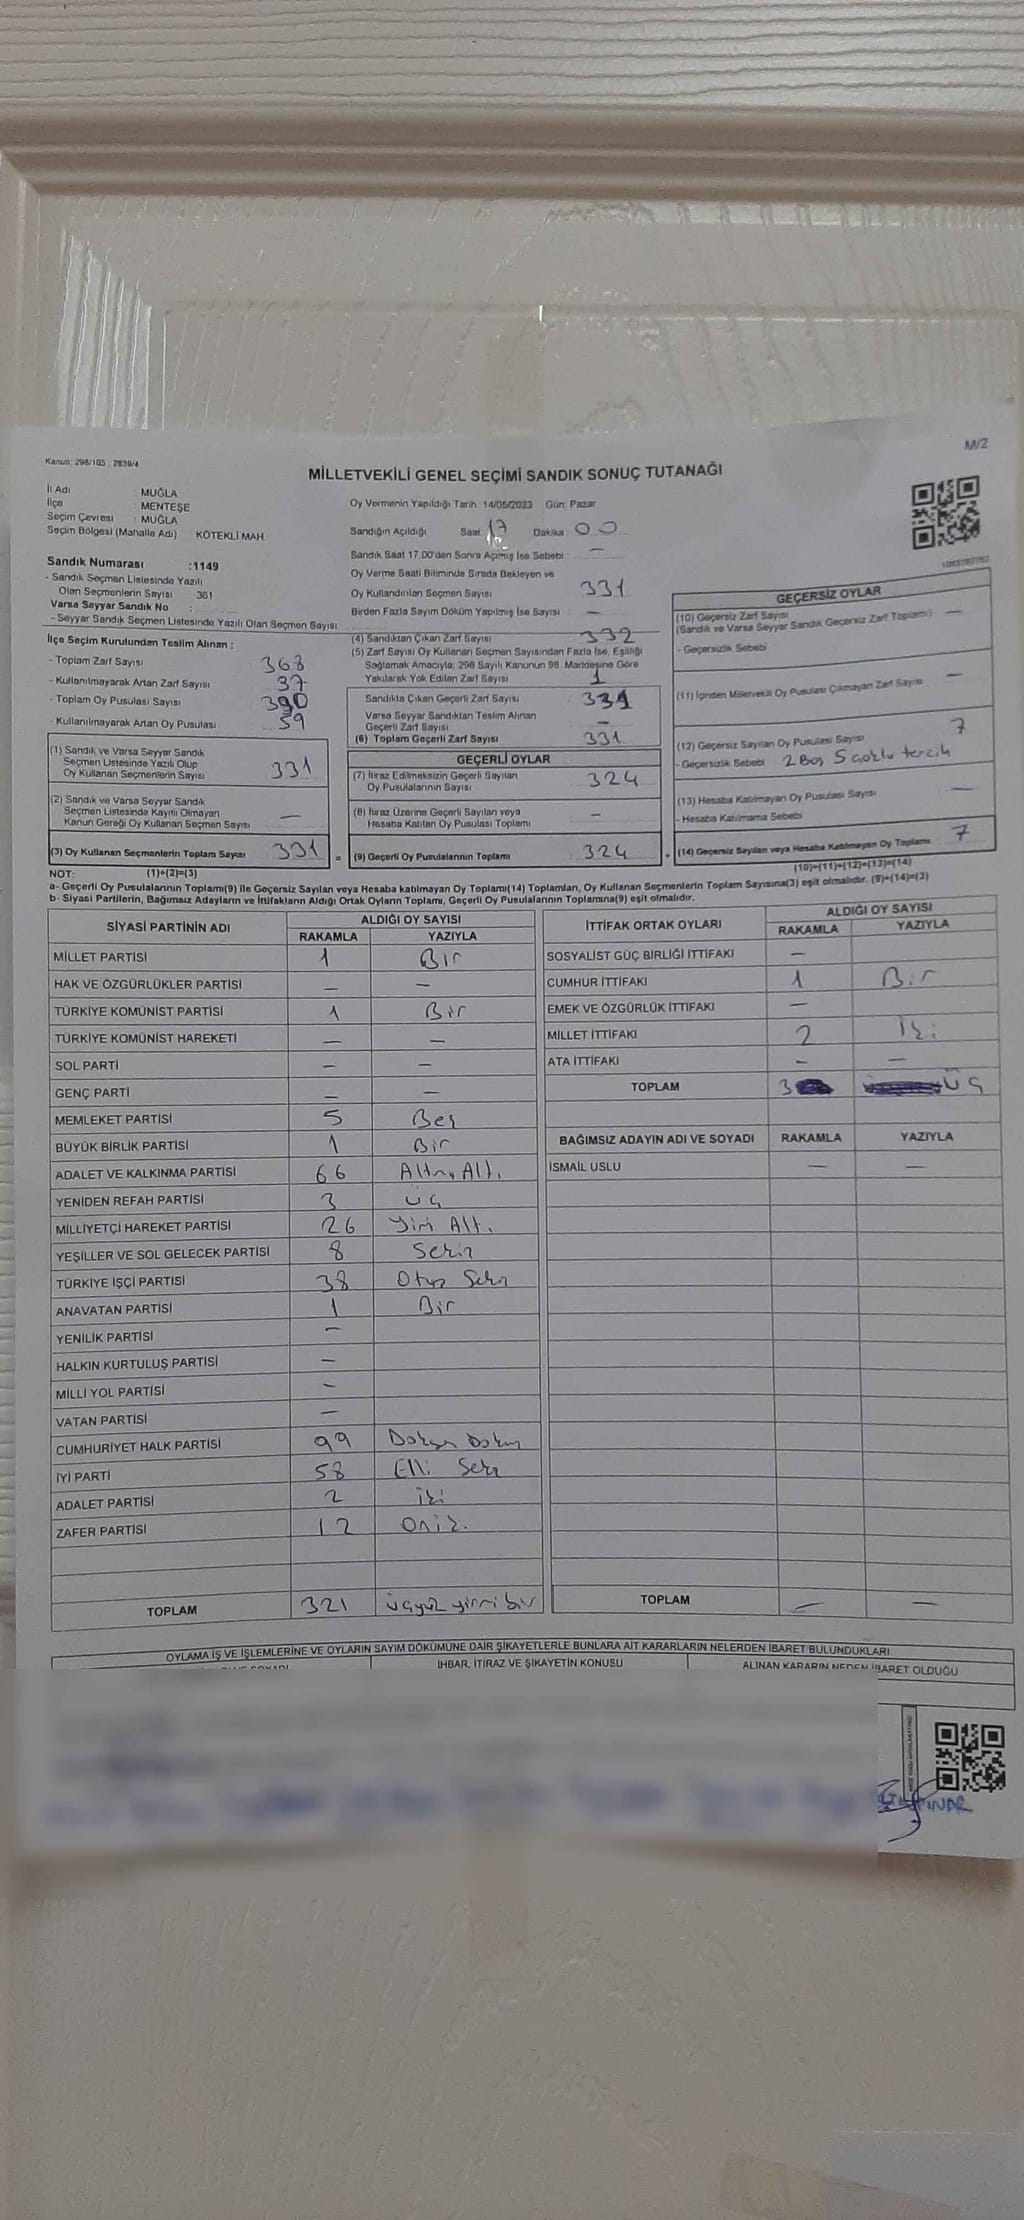 M/2
Kanun: 298/105 , 2839/4
MİLLETVEKİLİ GENEL SEÇİMİ SANDIK SONUÇ TUTANAĞI
İl Adı : MUĞLA
İlçe : MENTEŞE
Seçim Çevresi : MUĞLA
Seçim Bölgesi (Mahalle Adı) : KÖTEKLİ MAH
Sandık Numarası :1149
- Sandık Seçmen Listesinde Yazılı
Olan Seçmenlerin Sayısı 361
Varsa Seyyar Sandık No :
- Seyyar Sandık Seçmen Listesinde Yazılı Olan Seçmen Sayısı
İlçe Seçim Kurulundan Teslim Alınan :
- Toplam Zarf Sayısı 368
- Kullanılmayarak Artan Zarf Sayısı 37
- Toplam Oy Pusulası Sayısı 390
- Kullanılmayarak Artan Oy Pusulası 59
(1) Sandık ve Varsa Seyyar Sandık
Seçmen Listesinde Yazılı Olup
Oy Kullanan Seçmenlerin Sayısı 331
(2) Sandık ve Varsa Seyyar Sandık
Seçmen Listesinde Kayıtlı Olmayan
Kanun Gereği Oy Kullanan Seçmen Sayısı —
(3) Oy Kullanan Seçmenlerin Toplam Sayısı 331 =
Oy Vermenin Yapıldığı Tarih 14/05/2023 Gün: Pazar
Sandığın Açıldığı Saat 17 Dakika 00
Sandık Saat 17.00'den Sonra Açılmış İse Sebebi —
Oy Verme Saati Bitiminde Sırada Bekleyen ve
Oy Kullandırılan Seçmen Sayısı 331
Birden Fazla Sayım Döküm Yapılmış İse Sayısı —
(4) Sandıktan Çıkan Zarf Sayısı 332
(5) Zarf Sayısı Oy Kullanan Seçmen Sayısından Fazla İse, Eşitliği
Sağlamak Amacıyla; 298 Sayılı Kanunun 98. Maddesine Göre
Yakılarak Yok Edilen Zarf Sayısı 1
Sandıkta Çıkan Geçerli Zarf Sayısı 331
Varsa Seyyar Sandıktan Teslim Alınan
Geçerli Zarf Sayısı —
(6) Toplam Geçerli Zarf Sayısı 331
GEÇERLİ OYLAR
(7) İtiraz Edilmeksizin Geçerli Sayılan
Oy Pusulalarının Sayısı 324
(8) İtiraz Üzerine Geçerli Sayılan veya
Hesaba Katılan Oy Pusulası Toplamı —
(9) Geçerli Oy Pusulalarının Toplamı 324 +
GEÇERSİZ OYLAR
(10) Geçersiz Zarf Sayısı
(Sandık ve Varsa Seyyar Sandık Geçersiz Zarf Toplamı) —
- Geçersizlik Sebebi
(11) İçinden Milletvekili Oy Pusulası Çıkmayan Zarf Sayısı —
(12) Geçersiz Sayılan Oy Pusulası Sayısı 7
- Geçersizlik Sebebi 2 Boş 5 çoklu tercih
(13) Hesaba Katılmayan Oy Pusulası Sayısı —
- Hesaba Katılmama Sebebi
(14) Geçersiz Sayılan veya Hesaba Katılmayan Oy Toplamı 7
NOT: (1)+(2)=(3) (10)+(11)+(12)+(13)=(14)
a- Geçerli Oy Pusulalarının Toplamı(9) ile Geçersiz Sayılan veya Hesaba katılmayan Oy Toplamı(14) Toplamları, Oy Kullanan Seçmenlerin Toplam Sayısına(3) eşit olmalıdır. (9)+(14)=(3)
b- Siyasi Partilerin, Bağımsız Adayların ve İttifakların Aldığı Ortak Oyların Toplamı, Geçerli Oy Pusulalarının Toplamına(9) eşit olmalıdır.
SİYASİ PARTİNİN ADI ALDIĞI OY SAYISI
RAKAMLA YAZIYLA
MİLLET PARTİSİ 1 Bir
HAK VE ÖZGÜRLÜKLER PARTİSİ — —
TÜRKİYE KOMÜNİST PARTİSİ 1 Bir
TÜRKİYE KOMÜNİST HAREKETİ — —
SOL PARTİ — —
GENÇ PARTİ — —
MEMLEKET PARTİSİ 5 Beş
BÜYÜK BİRLİK PARTİSİ 1 Bir
ADALET VE KALKINMA PARTİSİ 66 Altmış Altı
YENİDEN REFAH PARTİSİ 3 Üç
MİLLİYETÇİ HAREKET PARTİSİ 26 Yirmi Altı
YEŞİLLER VE SOL GELECEK PARTİSİ 8 Sekiz
TÜRKİYE İŞÇİ PARTİSİ 38 Otuz Sekiz
ANAVATAN PARTİSİ 1 Bir
YENİLİK PARTİSİ —
HALKIN KURTULUŞ PARTİSİ —
MİLLİ YOL PARTİSİ —
VATAN PARTİSİ —
CUMHURİYET HALK PARTİSİ 99 Doksan Dokuz
İYİ PARTİ 58 Elli Sekiz
ADALET PARTİSİ 2 İki
ZAFER PARTİSİ 12 Oniki
TOPLAM 321 üçyüz yirmi bir
İTTİFAK ORTAK OYLARI ALDIĞI OY SAYISI
RAKAMLA YAZIYLA
SOSYALİST GÜÇ BİRLİĞİ İTTİFAKI —
CUMHUR İTTİFAKI 1 Bir
EMEK VE ÖZGÜRLÜK İTTİFAKI —
MİLLET İTTİFAKI 2 İki
ATA İTTİFAKI — —
TOPLAM 3 ÜÇ
BAĞIMSIZ ADAYIN ADI VE SOYADI RAKAMLA YAZIYLA
İSMAİL USLU — —
TOPLAM — —
OYLAMA İŞ VE İŞLEMLERİNE VE OYLARIN SAYIM DÖKÜMÜNE DAİR ŞİKAYETLERLE BUNLARA AİT KARARLARIN NELERDEN İBARET BULUNDUKLARI
İHBAR, İTİRAZ VE ŞİKAYETİN KONUSU
ALINAN KARARIN NEDEN İBARET OLDUĞU